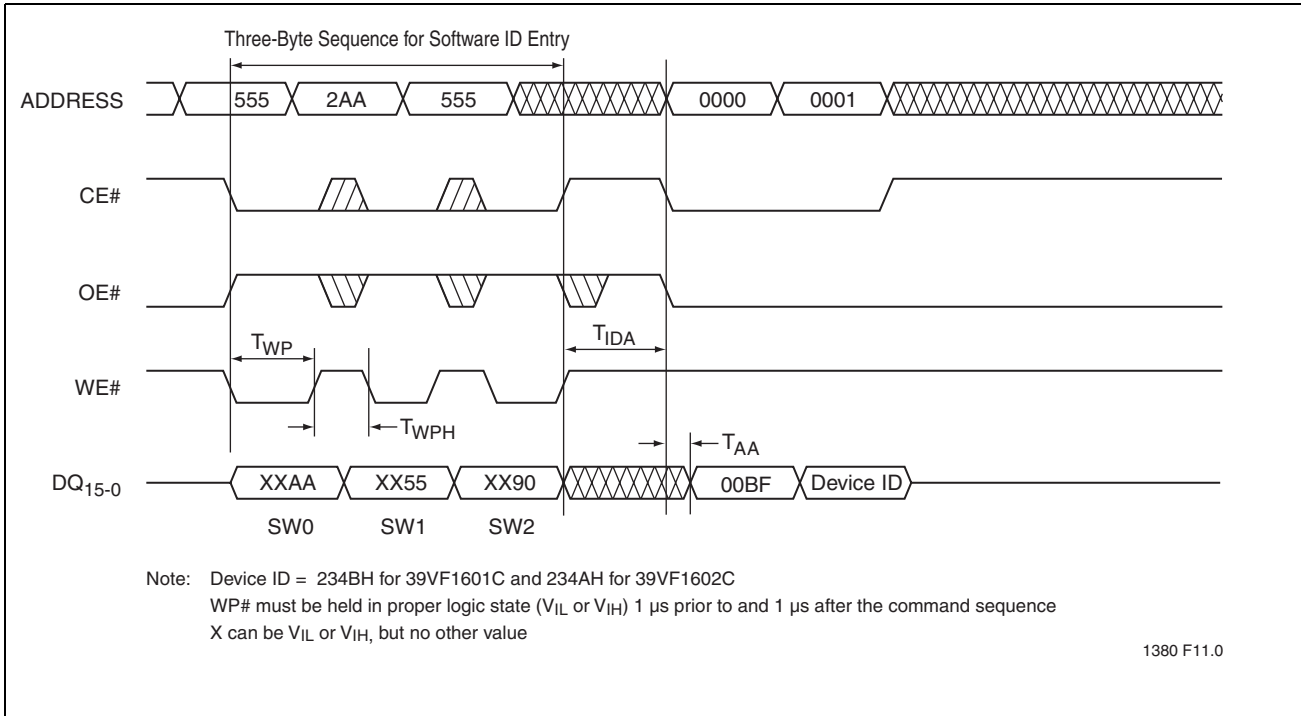 Three-Byte Sequence for Software ID Entry
ADDRESS 555 2AA 555 0000 0001
CE#
OE#
TWP TIDA
WE#
TWPH TAA
DQ15-0 XXAA XX55 XX90 00BF Device ID
SW0 SW1 SW2
Note: Device ID = 234BH for 39VF1601C and 234AH for 39VF1602C
WP# must be held in proper logic state (VIL or VIH) 1 µs prior to and 1 µs after the command sequence
X can be VIL or VIH, but no other value
1380 F11.0